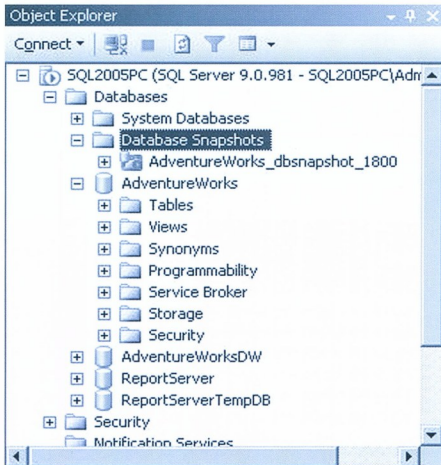 Object Explorer
Connect
SQL2005PC (SQL Server 9.0.981 - SQL2005PC\Adm
Databases
System Databases
Database Snapshots
AdventureWorks_dbsnapshot_1800
AdventureWorks
Tables
Views
Synonyms
Programmability
Service Broker
Storage
Security
AdventureWorksDW
ReportServer
ReportServerTempDB
Security
Notification Services